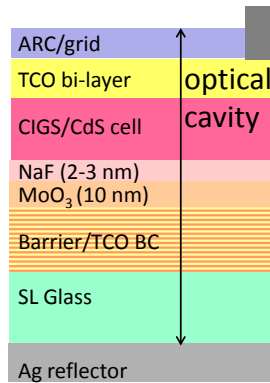 ARC/grid
TCO bi-layer
optical
cavity
CIGS/CdS cell
NaF (2-3 nm)
MoO₃ (10 nm)
Barrier/TCO BC
SL Glass
Ag reflector